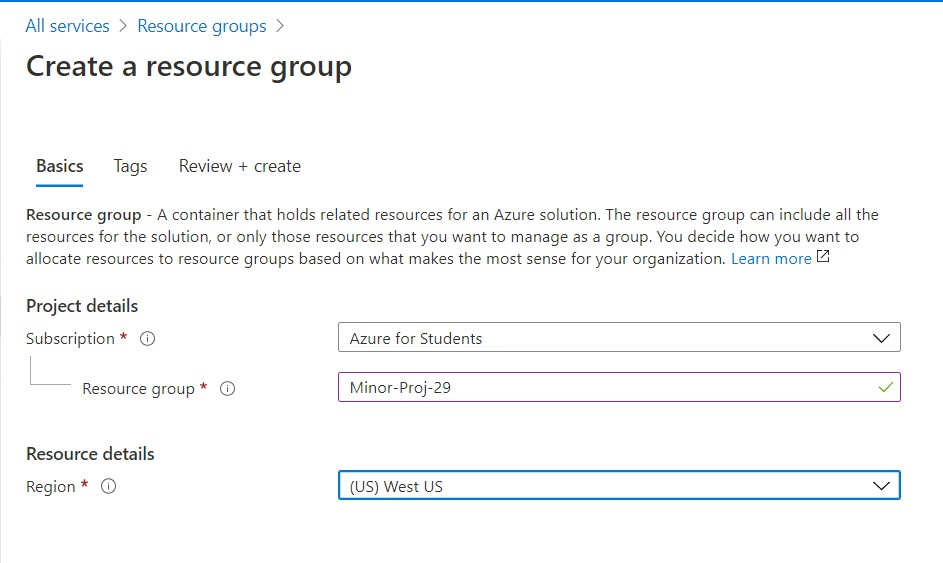 All services > Resource groups >
Create a resource group
Basics Tags Review + create
Resource group - A container that holds related resources for an Azure solution. The resource group can include all the
resources for the solution, or only those resources that you want to manage as a group. You decide how you want to
allocate resources to resource groups based on what makes the most sense for your organization. Learn more
Project details
Subscription * Azure for Students
Resource group * Minor-Proj-29
Resource details
Region * (US) West US